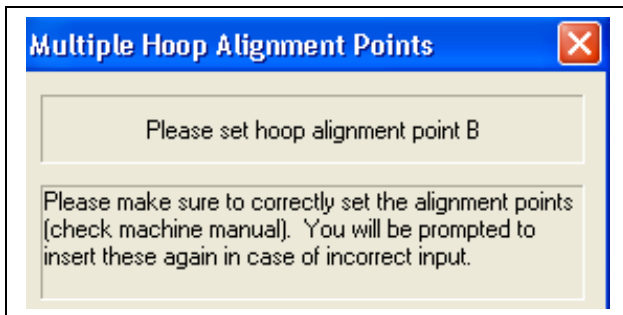 Multiple Hoop Alignment Points
Please set hoop alignment point B
Please make sure to correctly set the alignment points
(check machine manual).  You will be prompted to
insert these again in case of incorrect input.